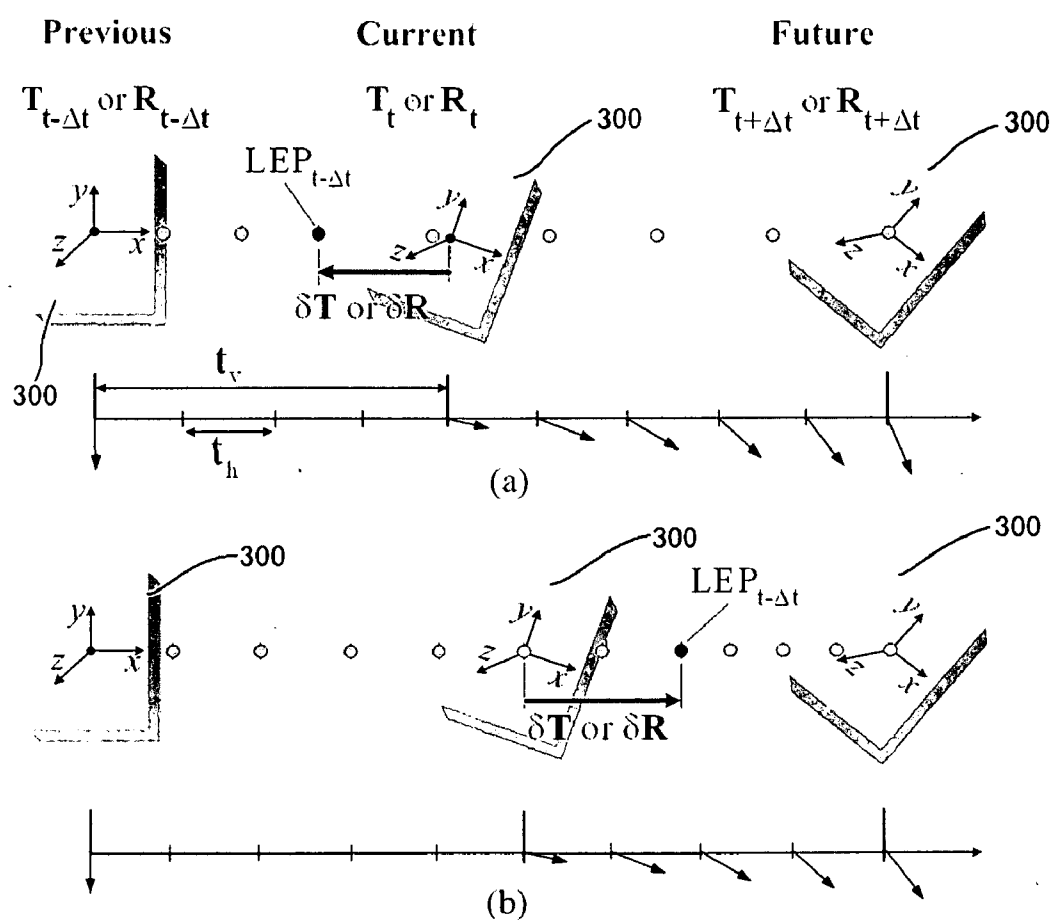 Previous Current Future
T_{t-Δt} or R_{t-Δt} T_t or R_t T_{t+Δt} or R_{t+Δt}
300 300
LEP_{t-Δt}
y y y
z x z x z x
δT or δR
300
t_v
t_h
(a)
300 300 300
LEP_{t-Δt}
y y y
z x z x z x
δT or δR
(b)